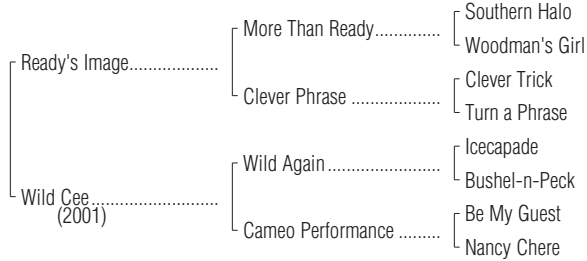 Southern Halo
More Than Ready..................
Woodman's Girl
Ready's Image.........................
Clever Trick
Clever Phrase .........................
Turn a Phrase
Icecapade
Wild Again................................
Bushel-n-Peck
Wild Cee...................................
(2001)
Be My Guest
Cameo Performance ...........
Nancy Chere